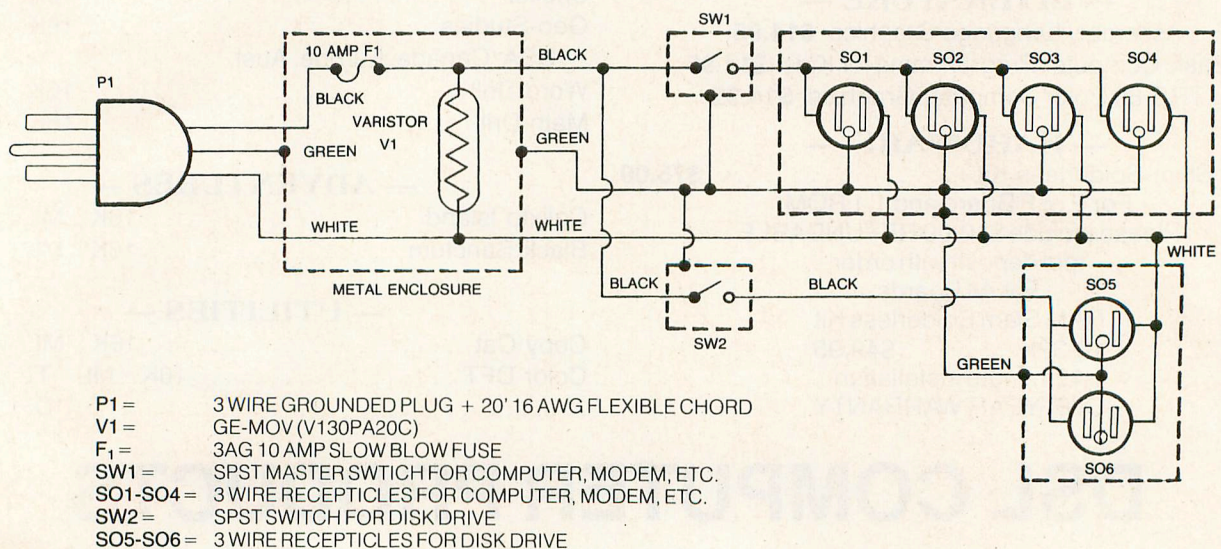 SW1
P1
10 AMP F1
BLACK
SO1
SO2
SO3
SO4
BLACK
VARISTOR
V1
GREEN
GREEN
WHITE
WHITE
WHITE
METAL ENCLOSURE
BLACK
BLACK
SO5
SW2
GREEN
SO6
P1 = 3 WIRE GROUNDED PLUG + 20' 16 AWG FLEXIBLE CHORD
V1 = GE-MOV (V130PA20C)
F₁ = 3AG 10 AMP SLOW BLOW FUSE
SW1 = SPST MASTER SWTICH FOR COMPUTER, MODEM, ETC.
SO1-SO4 = 3 WIRE RECEPTICLES FOR COMPUTER, MODEM, ETC.
SW2 = SPST SWITCH FOR DISK DRIVE
SO5-SO6 = 3 WIRE RECEPTICLES FOR DISK DRIVE